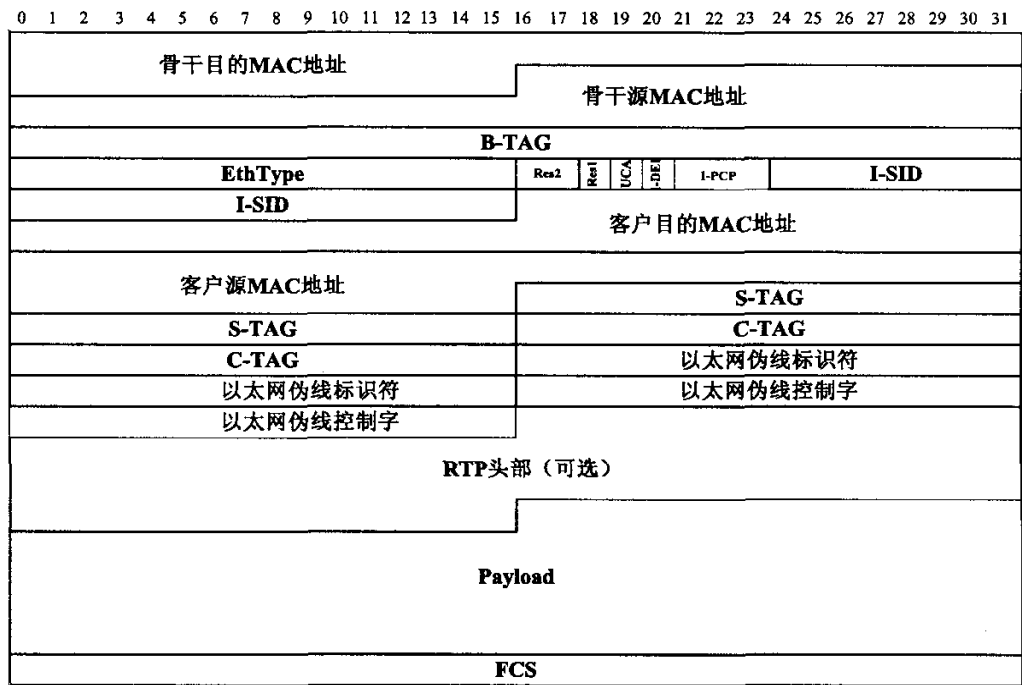 0 1 2 3 4 5 6 7 8 9 10 11 12 13 14 15 16 17 18 19 20 21 22 23 24 25 26 27 28 29 30 31
骨干目的MAC地址
骨干源MAC地址
B-TAG
EthType Res2 Res1 UCA I-DEI I-PCP I-SID
I-SID
客户目的MAC地址
客户源MAC地址
S-TAG
S-TAG C-TAG
C-TAG 以太网伪线标识符
以太网伪线标识符 以太网伪线控制字
以太网伪线控制字
RTP头部（可选）
Payload
FCS